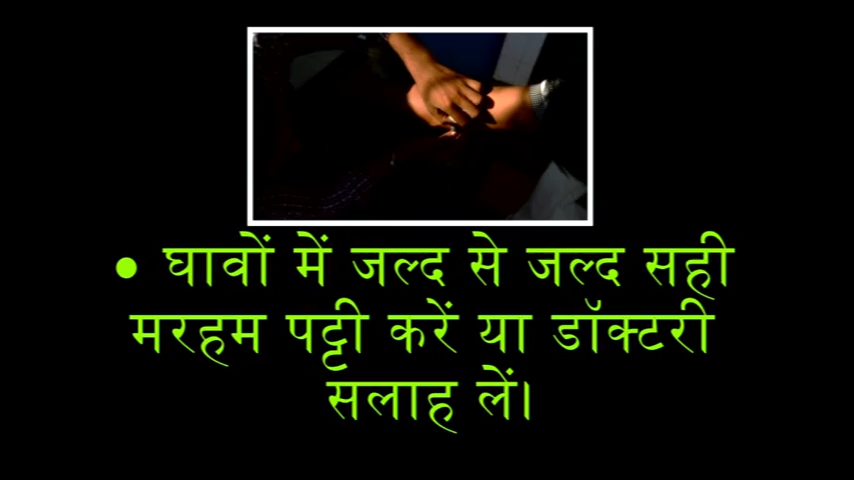 • घावों में जल्द से जल्द सही
मरहम पट्टी करें या डॉक्टरी
सलाह लें।